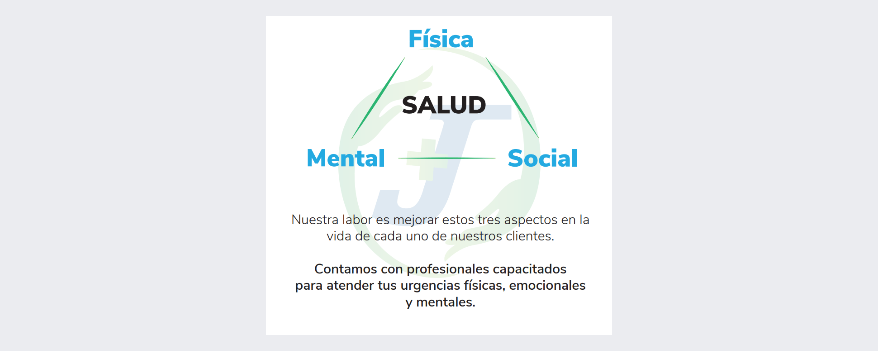 Física
SALUD
Mental Social
Nuestra labor es mejorar estos tres aspectos en la
vida de cada uno de nuestros clientes.
Contamos con profesionales capacitados
para atender tus urgencias físicas, emocionales
y mentales.